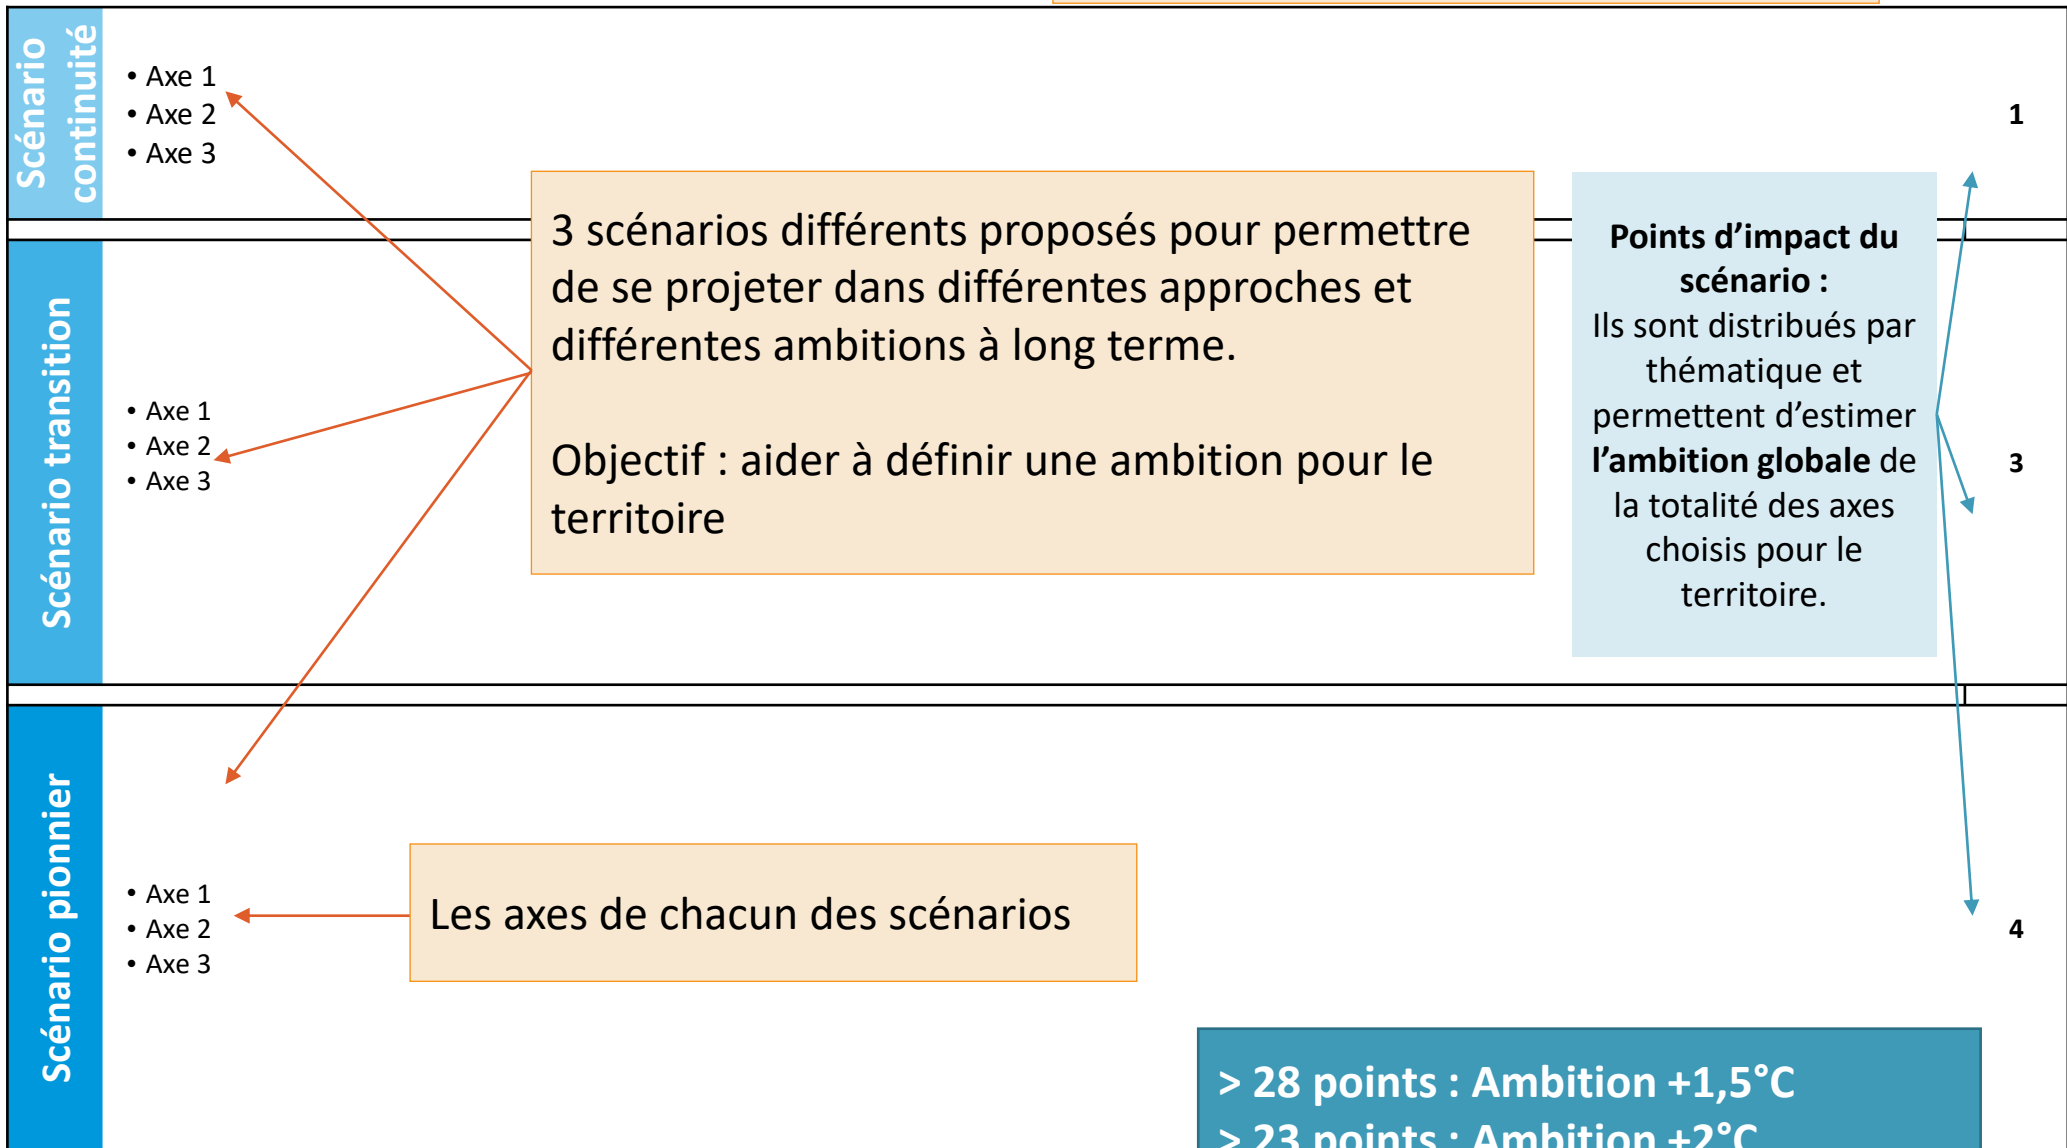 Scénario
continuité
• Axe 1
• Axe 2
• Axe 3
1
3 scénarios différents proposés pour permettre
de se projeter dans différentes approches et
différentes ambitions à long terme.
Objectif : aider à définir une ambition pour le
territoire
Points d’impact du
scénario :
Ils sont distribués par
thématique et
permettent d’estimer
l’ambition globale de
la totalité des axes
choisis pour le
territoire.
Scénario transition
• Axe 1
• Axe 2
• Axe 3
3
Scénario pionnier
• Axe 1
• Axe 2
• Axe 3
Les axes de chacun des scénarios
4
> 28 points : Ambition +1,5°C
> 23 points : Ambition +2°C